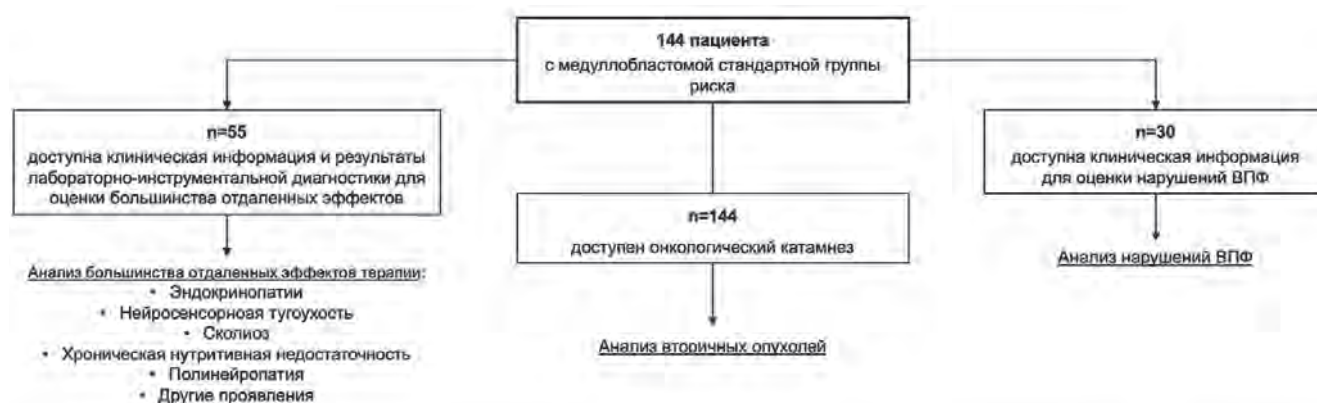 144 пациента
с медуллобластомой стандартной группы
риска
n=55
доступна клиническая информация и результаты
лабораторно-инструментальной диагностики для
оценки большинства отдаленных эффектов
n=30
доступна клиническая информация
для оценки нарушений ВПФ
n=144
доступен онкологический катамнез
Анализ большинства отдаленных эффектов терапии:
• Эндокринопатии
• Нейросенсорная тугоухость
• Сколиоз
• Хроническая нутритивная недостаточность
• Полинейропатия
• Другие проявления
Анализ вторичных опухолей
Анализ нарушений ВПФ